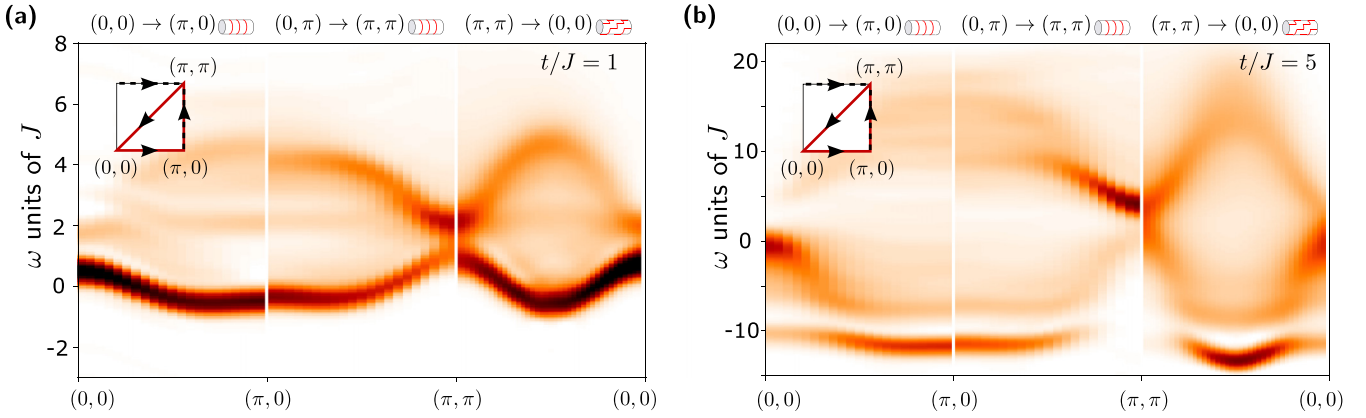 (a)
(0, 0) → (π, 0)
(0, π) → (π, π)
(π, π) → (0, 0)
t/J = 1
(π, π)
(0, 0)
(π, 0)
ω units of J
8
6
4
2
0
-2
(0, 0)
(π, 0)
(π, π)
(0, 0)
(b)
(0, 0) → (π, 0)
(0, π) → (π, π)
(π, π) → (0, 0)
t/J = 5
(π, π)
(0, 0)
(π, 0)
ω units of J
20
10
0
-10
(0, 0)
(π, 0)
(π, π)
(0, 0)